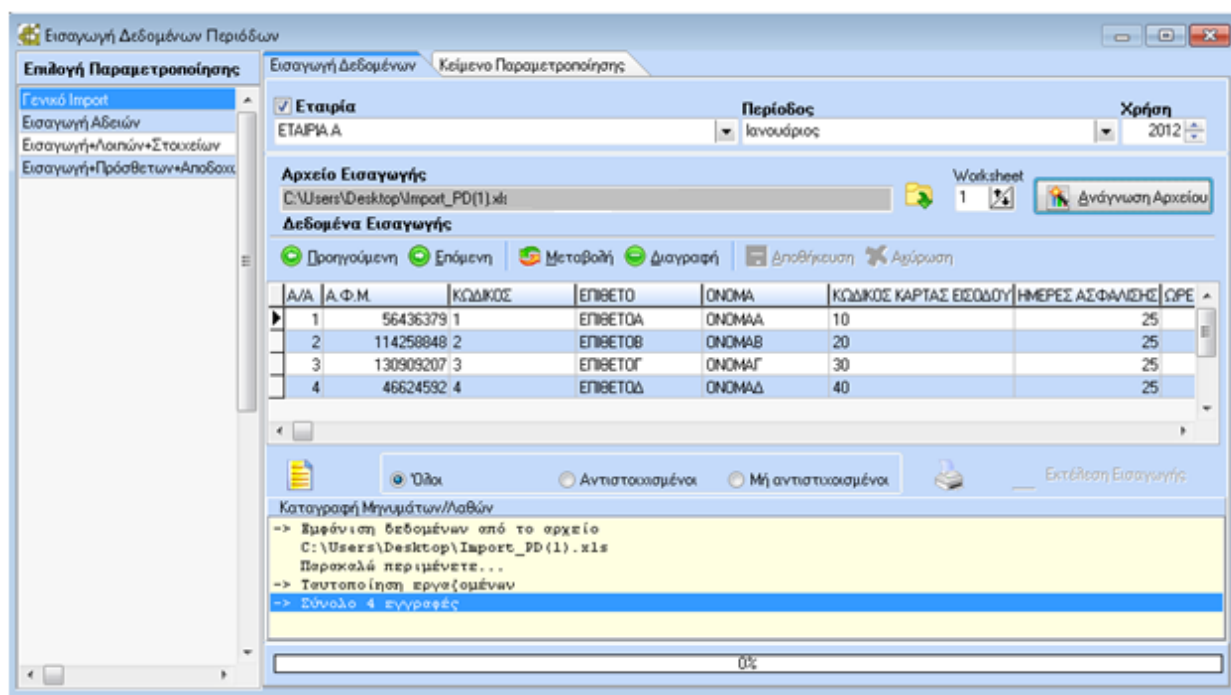 Εισαγωγή Δεδομένων Περιόδων
Επιλογή Παραμετροποίησης
Γενικό Import
Εισαγωγή Αδειών
Εισαγωγή+Λοιπών+Στοιχείων
Εισαγωγή+Πρόσθετων+Αποδοχ
Εισαγωγή Δεδομένων Κείμενο Παραμετροποίησης
Εταιρία Περίοδος Χρήση
ΕΤΑΙΡΙΑ Α Ιανουάριος 2012
Αρχείο Εισαγωγής Worksheet
C:\Users\Desktop\Import_PD(1).xls 1 Ανάγνωση Αρχείου
Δεδομένα Εισαγωγής
Προηγούμενη Επόμενη Μεταβολή Διαγραφή Αποθήκευση Ακύρωση
Α/Α Α.Φ.Μ. ΚΩΔΙΚΟΣ ΕΠΙΘΕΤΟ ΟΝΟΜΑ ΚΩΔΙΚΟΣ ΚΑΡΤΑΣ ΕΙΣΟΔΟΥ ΗΜΕΡΕΣ ΑΣΦΑΛΙΣΗΣ ΩΡΕ
1 56436379 1 ΕΠΙΘΕΤΟΑ ΟΝΟΜΑΑ 10 25
2 114258848 2 ΕΠΙΘΕΤΟΒ ΟΝΟΜΑΒ 20 25
3 130909207 3 ΕΠΙΘΕΤΟΓ ΟΝΟΜΑΓ 30 25
4 46624592 4 ΕΠΙΘΕΤΟΔ ΟΝΟΜΑΔ 40 25
Όλοι Αντιστοιχισμένοι Μή αντιστιχοισμένοι Εκτέλεση Εισαγωγής
Καταγραφή Μηνυμάτων/Λαθών
-> Εμφάνιση δεδομένων από το αρχείο
C:\Users\Desktop\Import_PD(1).xls
Παρακαλώ περιμένετε...
-> Ταυτοποίηση εργαζομένων
-> Σύνολο 4 εγγραφές
0%